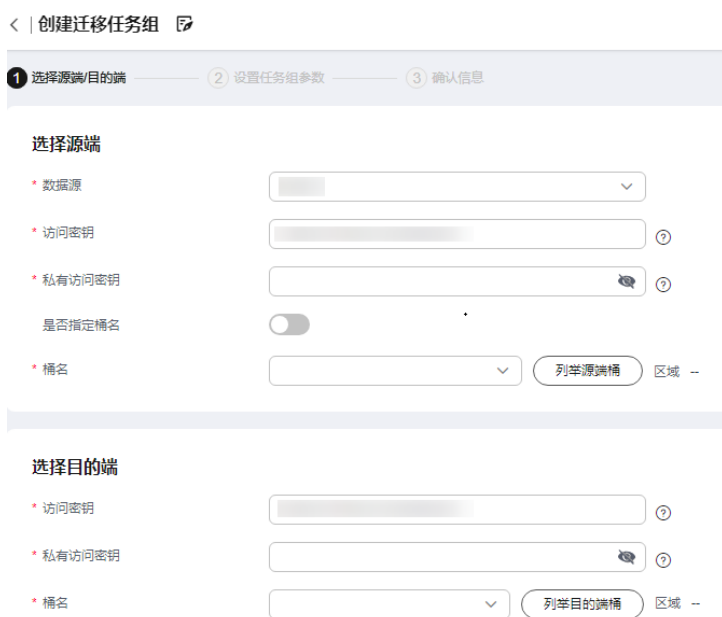 创建迁移任务组
1 选择源端/目的端 2 设置任务组参数 3 确认信息
选择源端
* 数据源
* 访问密钥
* 私有访问密钥
是否指定桶名
* 桶名 列举源端桶 区域 --
选择目的端
* 访问密钥
* 私有访问密钥
* 桶名 列举目的端桶 区域 --